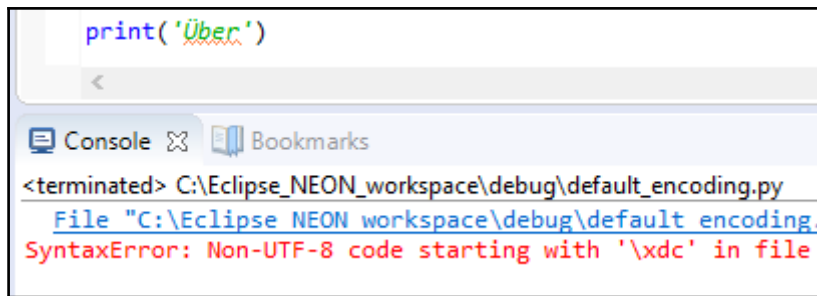 print('Über')
<
Console Bookmarks
<terminated> C:\Eclipse_NEON_workspace\debug\default_encoding.py
File "C:\Eclipse_NEON_workspace\debug\default_encoding.
SyntaxError: Non-UTF-8 code starting with '\xdc' in file